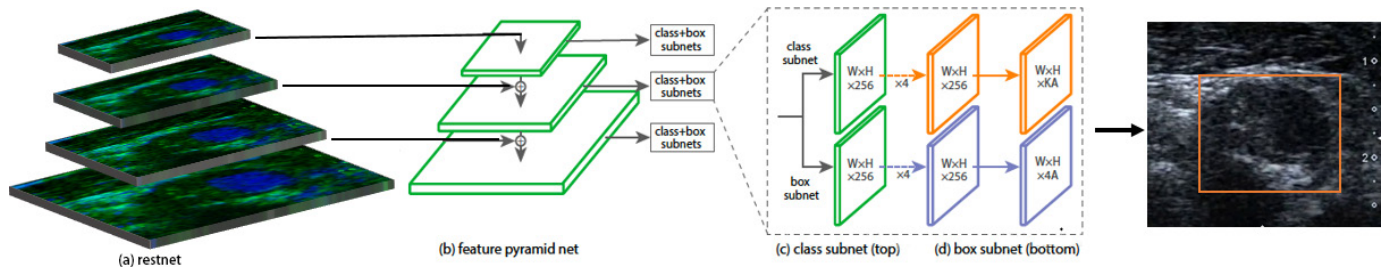 class+box
subnets
class+box
subnets
class+box
subnets
class
subnet
box
subnet
W×H
×256
×4
W×H
×256
W×H
×KA
W×H
×256
×4
W×H
×256
W×H
×4A
1
2
(a) restnet
(b) feature pyramid net
(c) class subnet (top)
(d) box subnet (bottom)